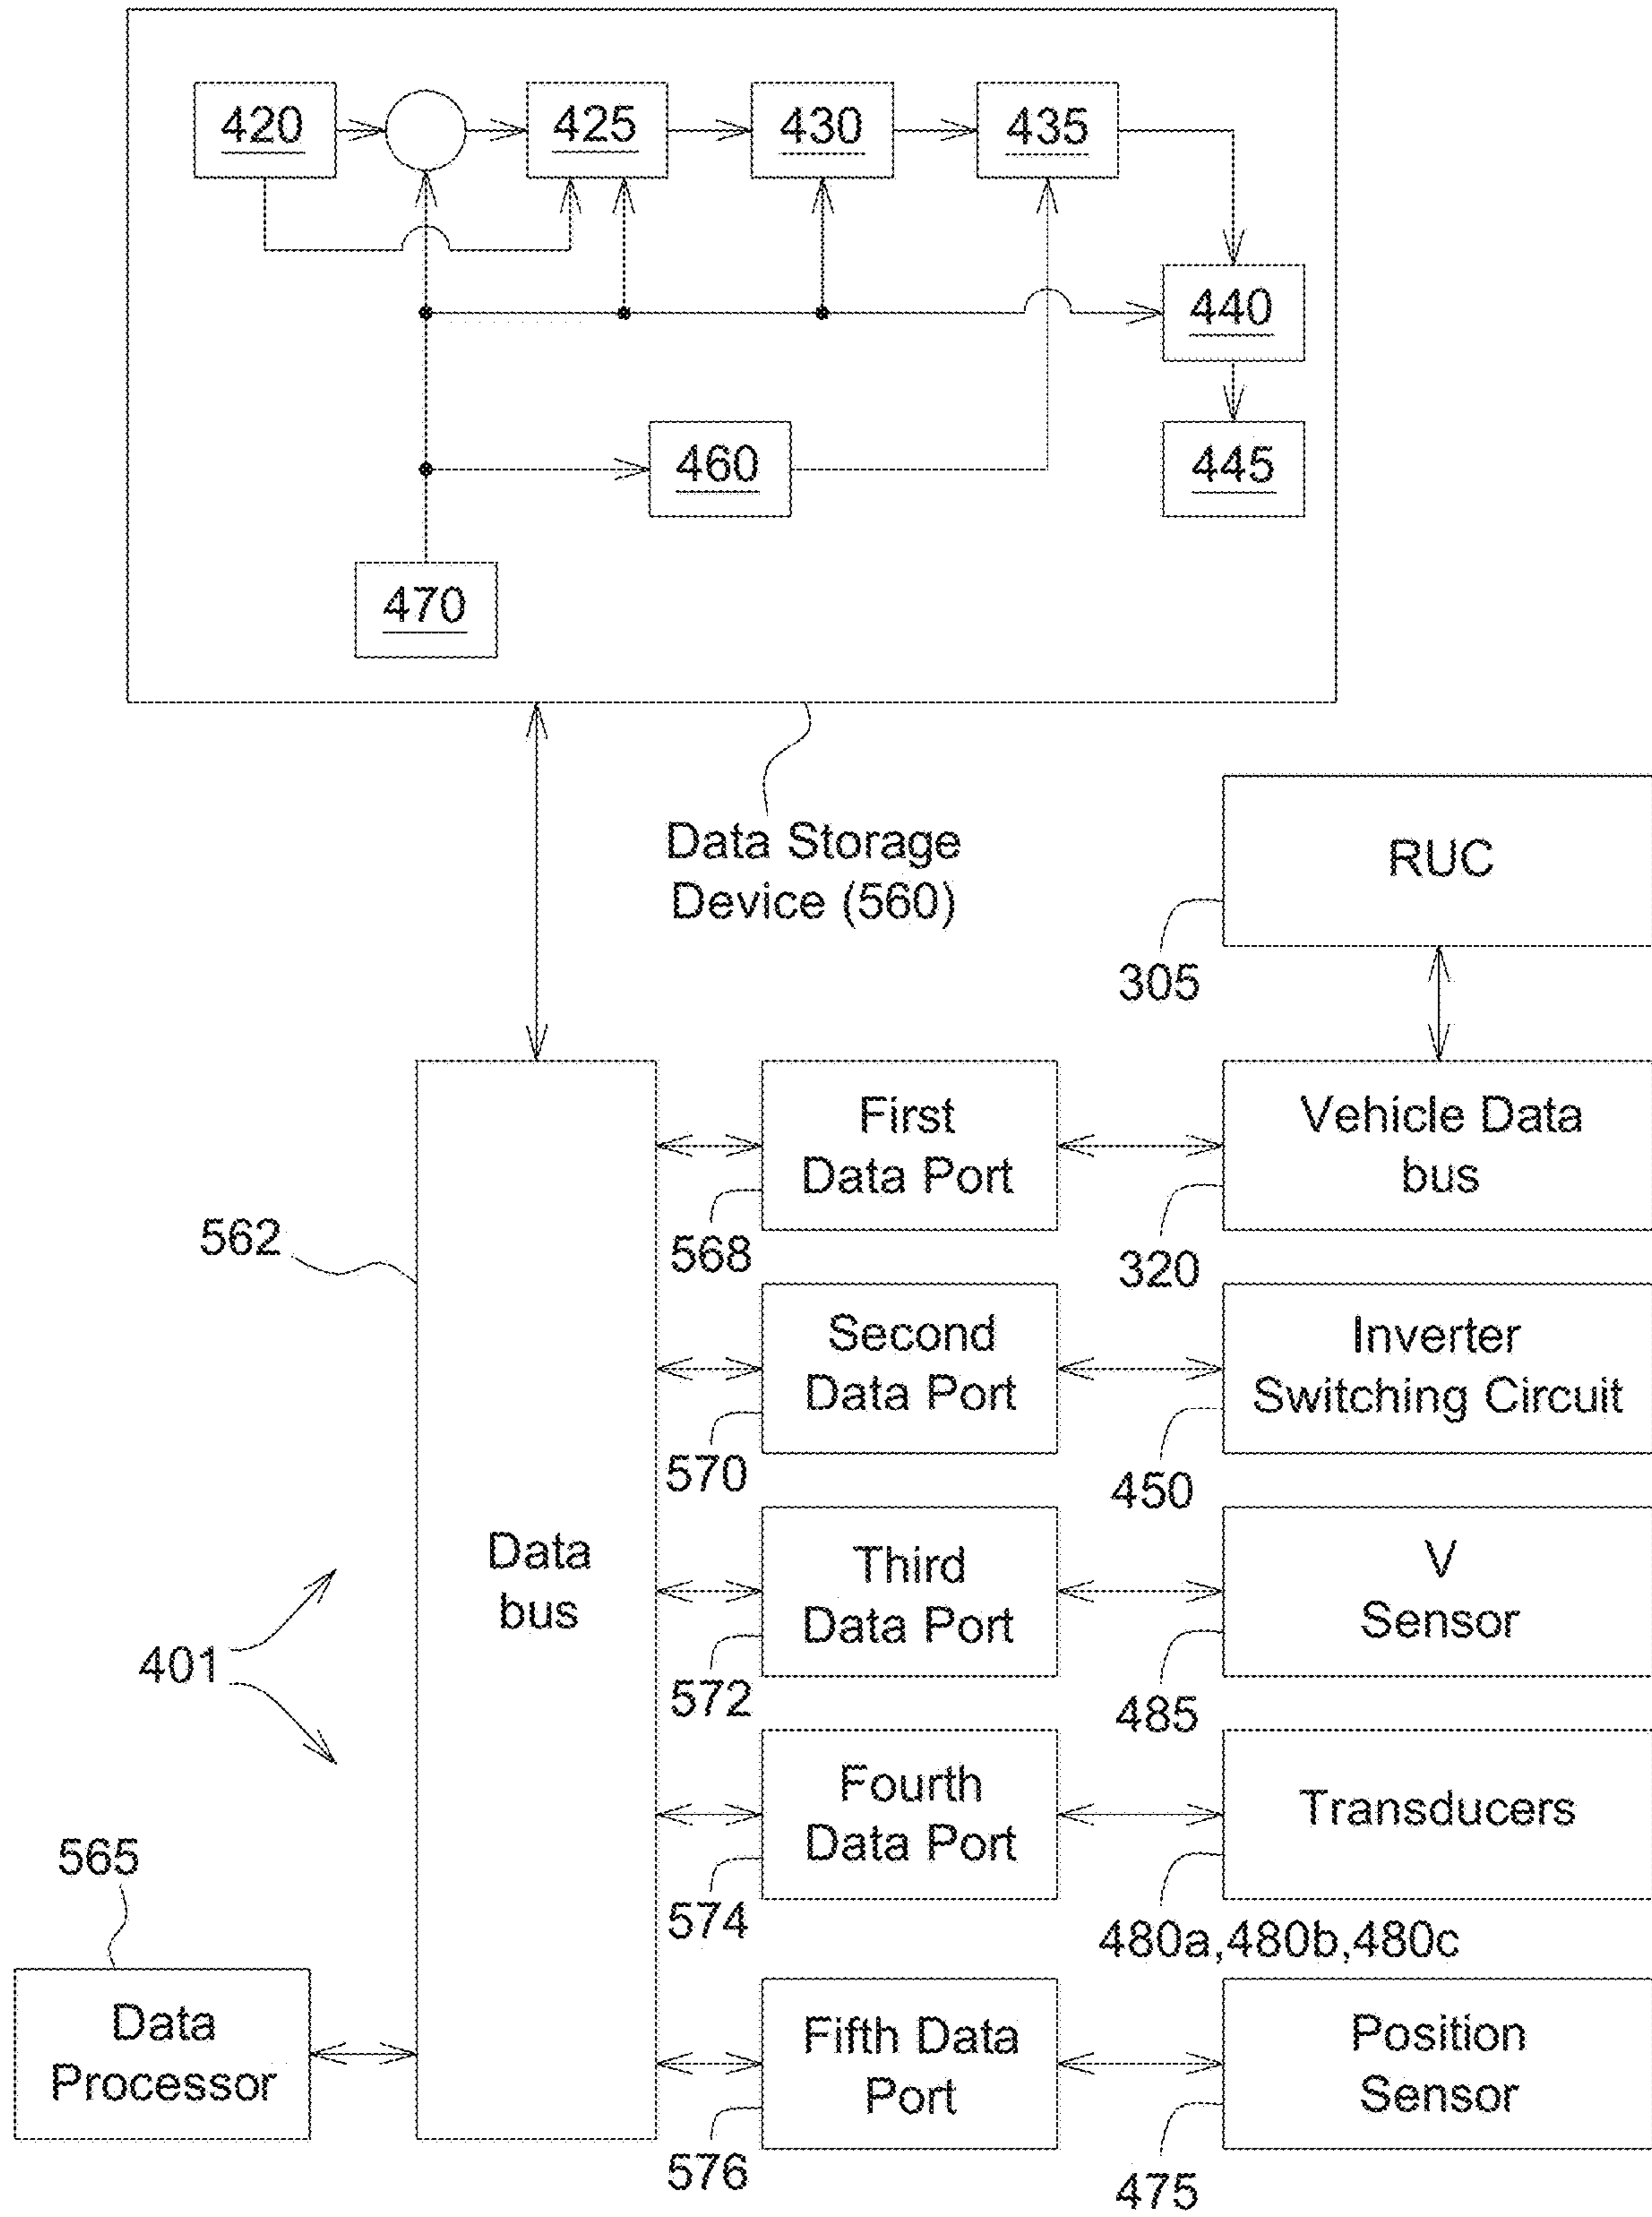 420
425
430
435
440
460
445
470
Data Storage
Device (560)
RUC
305
First
Data Port
568
Vehicle Data
bus
320
562
Second
Data Port
570
Inverter
Switching Circuit
450
Data
bus
Third
Data Port
572
V
Sensor
485
401
Fourth
Data Port
574
Transducers
480a,480b,480c
565
Data
Processor
Fifth Data
Port
576
Position
Sensor
475